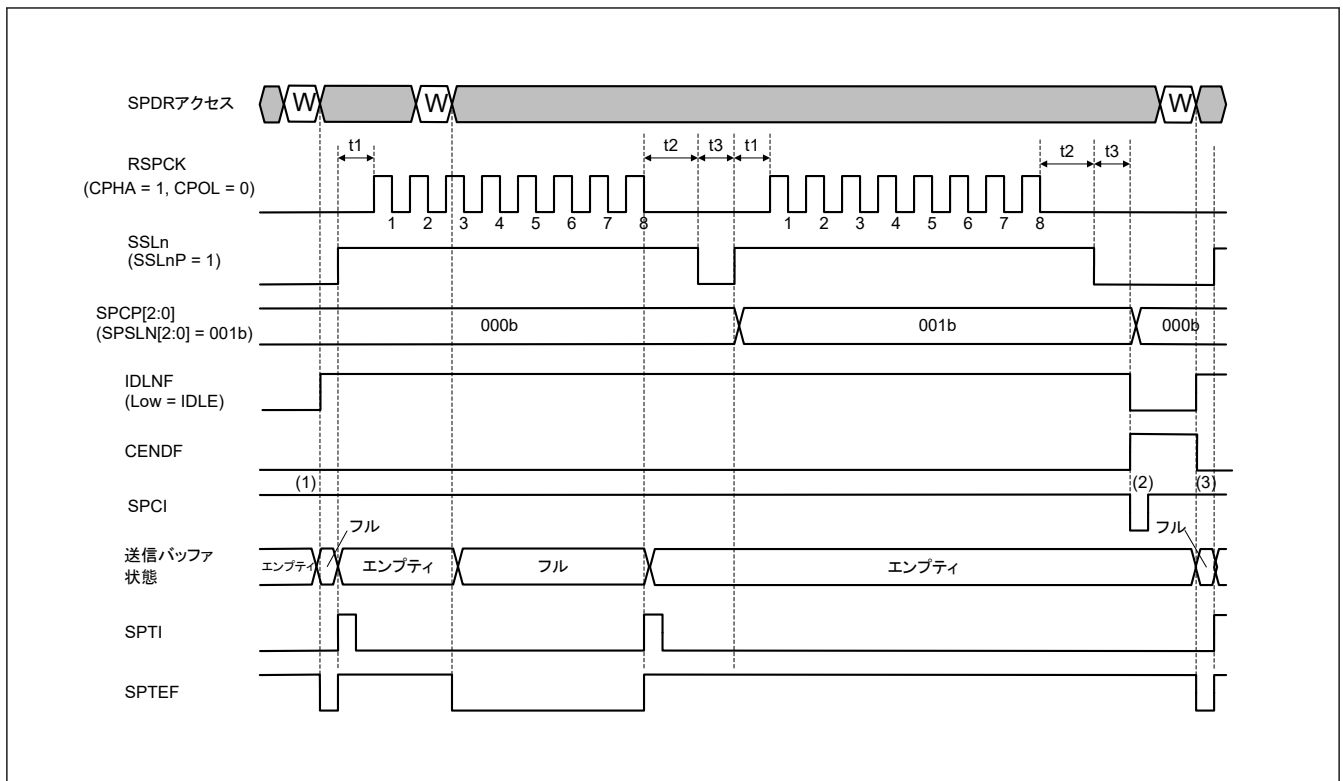 SPDRアクセス
W
W
W
t1
t2
t3
t1
t2
t3
RSPCK
(CPHA = 1, CPOL = 0)
1 2 3 4 5 6 7 8
1 2 3 4 5 6 7 8
SSLn
(SSLnP = 1)
SPCP[2:0]
(SPSLN[2:0] = 001b)
000b
001b
000b
IDLNF
(Low = IDLE)
CENDF
(1)
(2)
(3)
SPCI
フル
フル
送信バッファ
状態
エンプティ
エンプティ
フル
エンプティ
SPTI
SPTEF